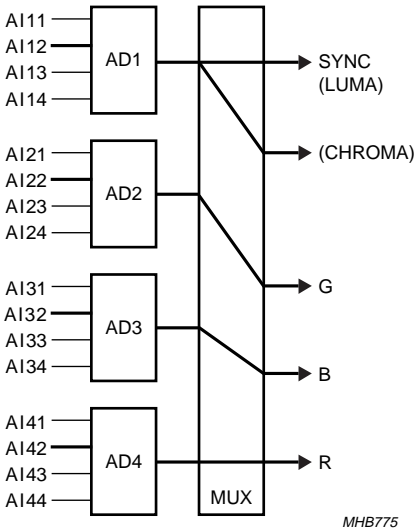 AI11
AI12
AI13
AI14
AD1
SYNC
(LUMA)
(CHROMA)
AI21
AI22
AI23
AI24
AD2
G
AI31
AI32
AI33
AI34
AD3
B
AI41
AI42
AI43
AI44
AD4
R
MUX
MHB775